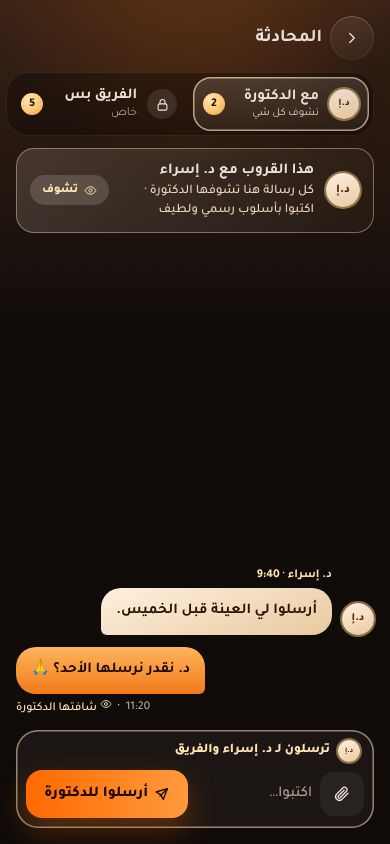 المحادثة
د.إ
مع الدكتورة
تشوف كل شي
2
الفريق بس
خاص
5
د.إ
هذا القروب مع د. إسراء
كل رسالة هنا تشوفها الدكتورة ·
اكتبوا بأسلوب رسمي ولطيف
تشوف
د. إسراء · 9:40
أرسلوا لي العينة قبل الخميس.
د.إ
د. نقدر نرسلها الأحد؟ 🙏
11:20 · شافتها الدكتورة
د.إ
ترسلون لـ د. إسراء والفريق
اكتبوا...
أرسلوا للدكتورة